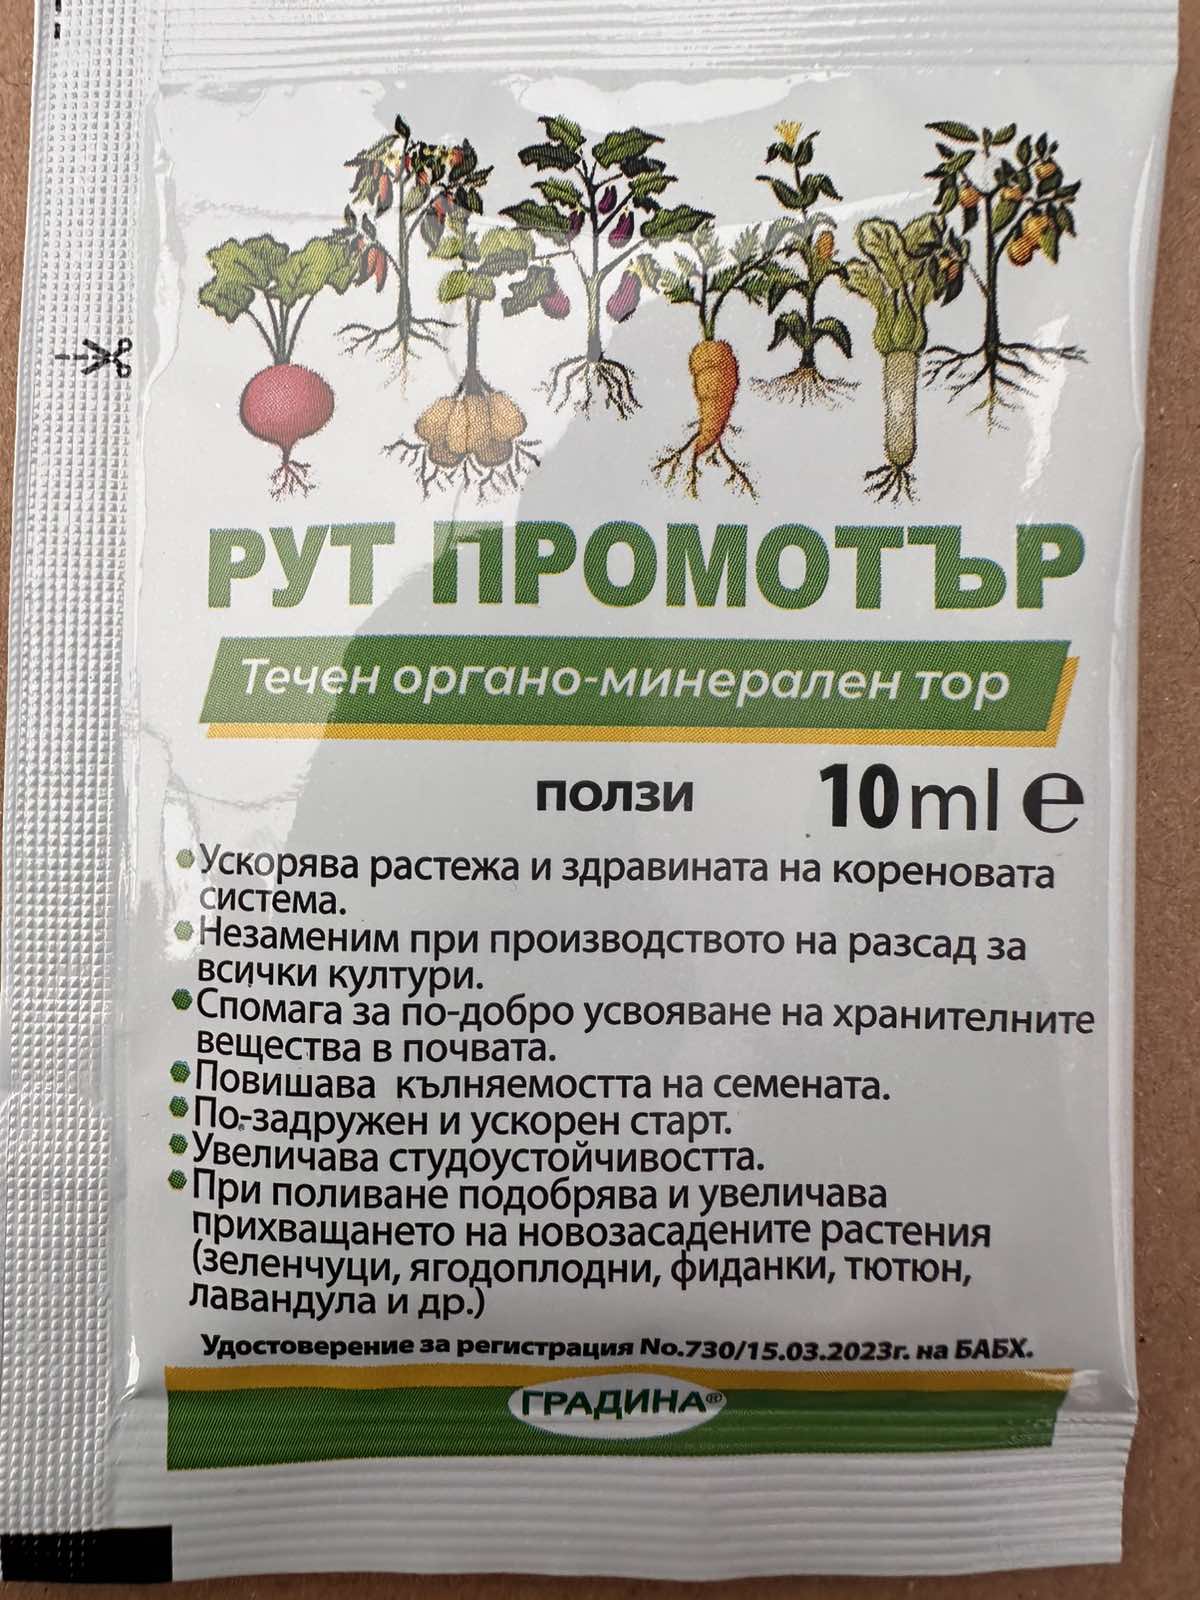 РУТ ПРОМОТЪР
Течен органо-минерален тор
ползи
10ml e
Ускорява растежа и здравината на кореновата
система.
Незаменим при производството на разсад за
всички култури.
Спомага за по-добро усвояване на хранителните
вещества в почвата.
Повишава кълняемостта на семената.
По-задружен и ускорен старт.
Увеличава студоустойчивостта.
При поливане подобрява и увеличава
прихващането на новозасадените растения
(зеленчуци, ягодоплодни, фиданки, тютюн,
лавандула и др.)
Удостоверение за регистрация No.730/15.03.2023г. на БАБХ.
ГРАДИНА®